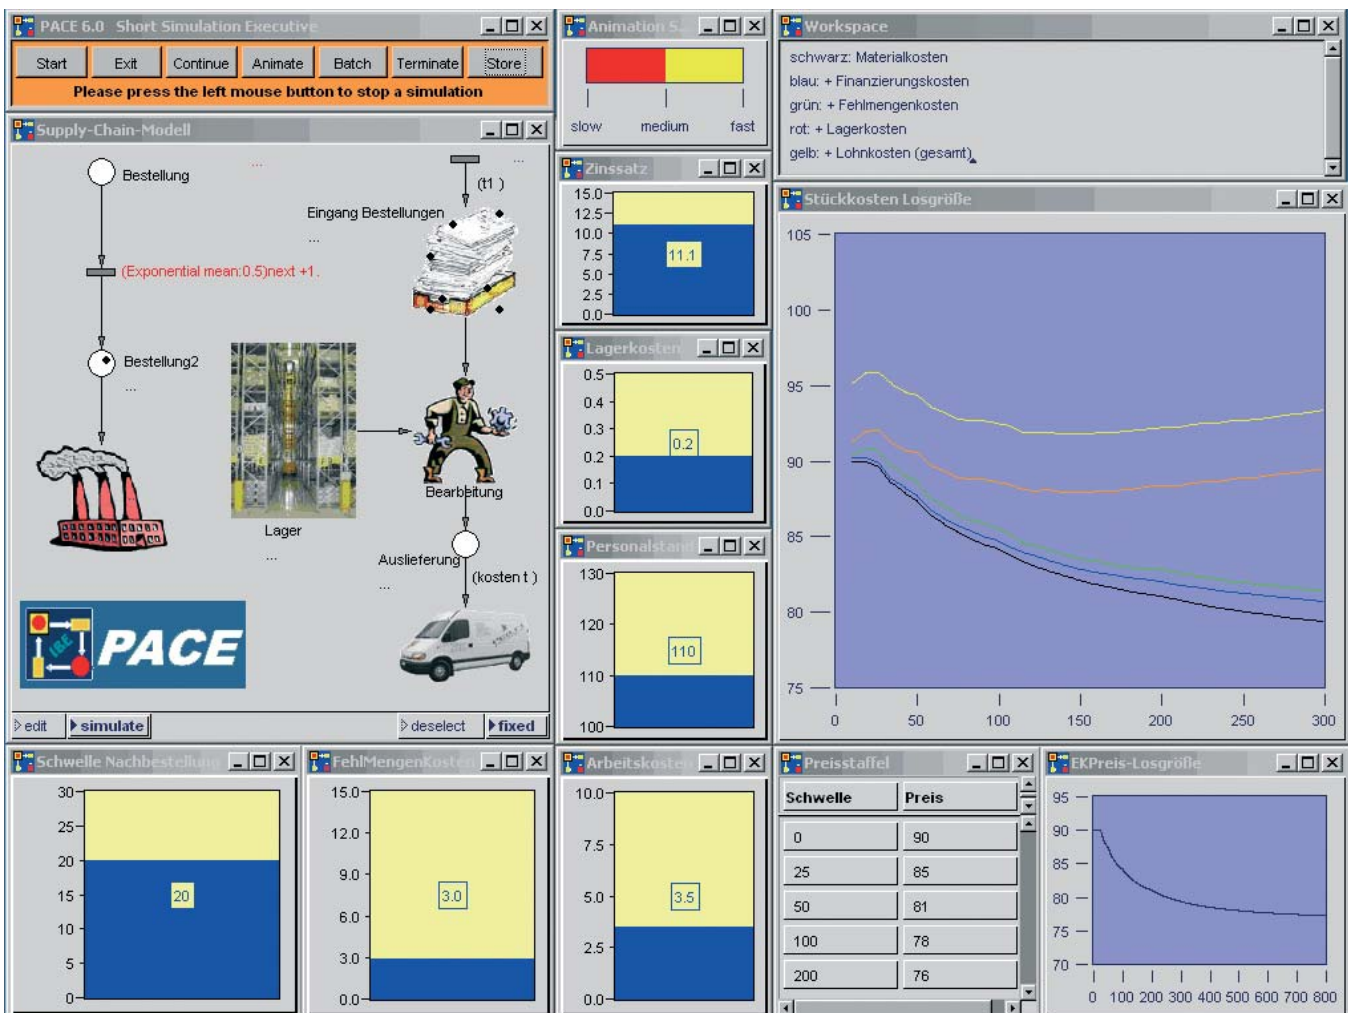 PACE 6.0 Short Simulation Executive
Start Exit Continue Animate Batch Terminate Store
Please press the left mouse button to stop a simulation
Animation S
slow medium fast
Workspace
schwarz: Materialkosten
blau: + Finanzierungskosten
grün: + Fehlmengenkosten
rot: + Lagerkosten
gelb: + Lohnkosten (gesamt)
Supply-Chain-Modell
...
...
Bestellung
(t1 )
Eingang Bestellungen
...
(Exponential mean:0.5)next +1.
Bestellung2
...
...
Bearbeitung
...
Lager
...
Auslieferung
...
(kosten t )
IBE
PACE
edit simulate deselect fixed
Zinssatz
15.0
12.5
10.0
7.5
5.0
2.5
0.0
11.1
Lagerkosten
0.5
0.4
0.3
0.2
0.1
0.0
0.2
Personalstand
130
120
110
100
110
Stückkosten Losgröße
105
100
95
90
85
80
75
0 50 100 150 200 250 300
Schwelle Nachbestellung
30
25
20
15
10
5
0
20
FehlMengenKosten
15.0
12.0
9.0
6.0
3.0
0.0
3.0
Arbeitskosten
10.0
7.5
5.0
2.5
0.0
3.5
Preisstaffel
Schwelle Preis
0 90
25 85
50 81
100 78
200 76
EKPreis-Losgröße
95
90
85
80
75
70
0 100 200 300 400 500 600 700 800